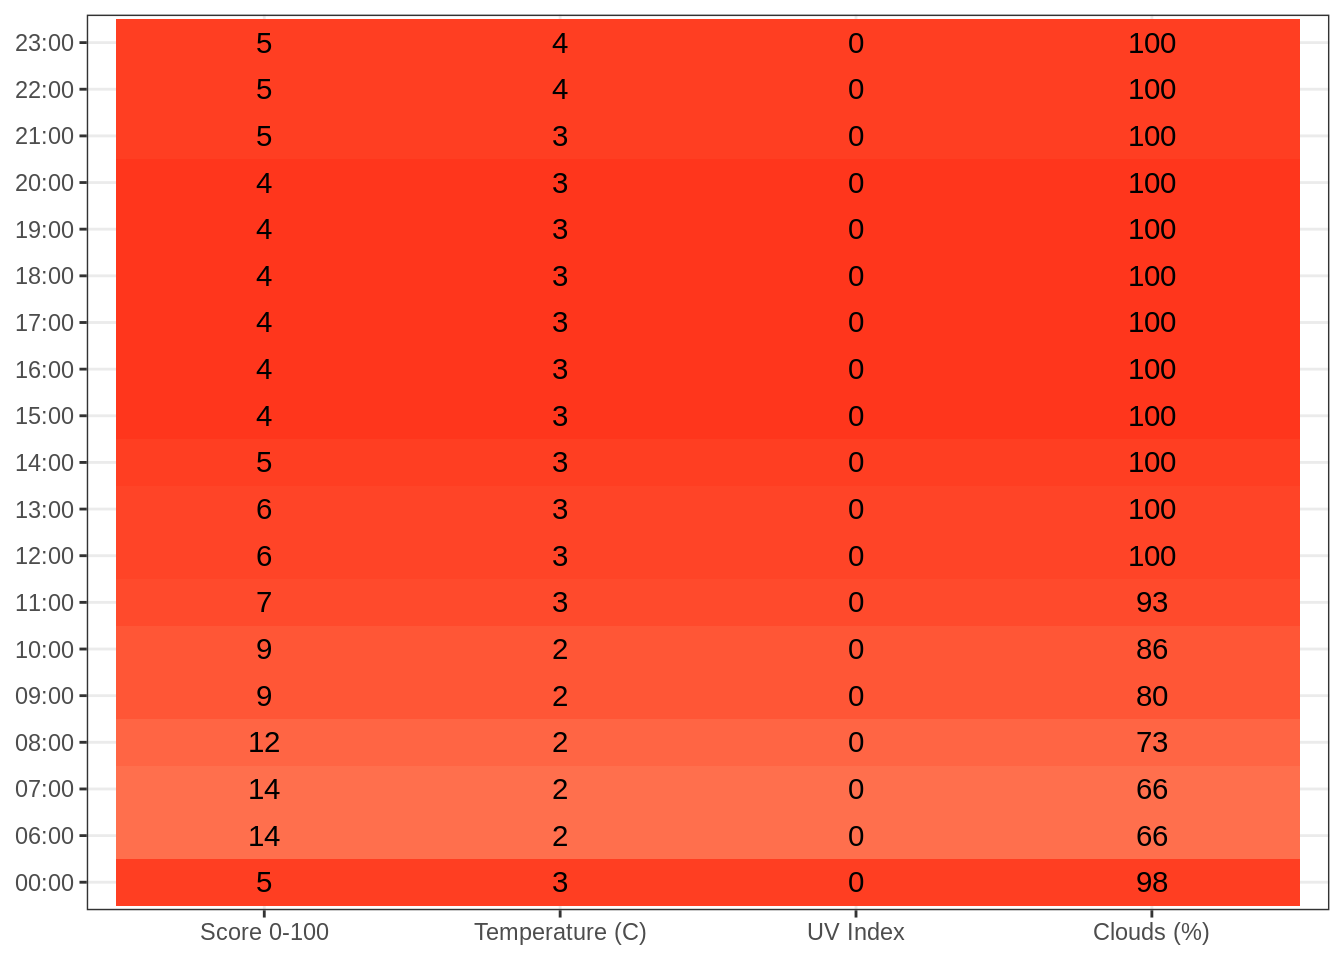 23:00 5 4 0 100
22:00 5 4 0 100
21:00 5 3 0 100
20:00 4 3 0 100
19:00 4 3 0 100
18:00 4 3 0 100
17:00 4 3 0 100
16:00 4 3 0 100
15:00 4 3 0 100
14:00 5 3 0 100
13:00 6 3 0 100
12:00 6 3 0 100
11:00 7 3 0 93
10:00 9 2 0 86
09:00 9 2 0 80
08:00 12 2 0 73
07:00 14 2 0 66
06:00 14 2 0 66
00:00 5 3 0 98
Score 0-100 Temperature (C) UV Index Clouds (%)